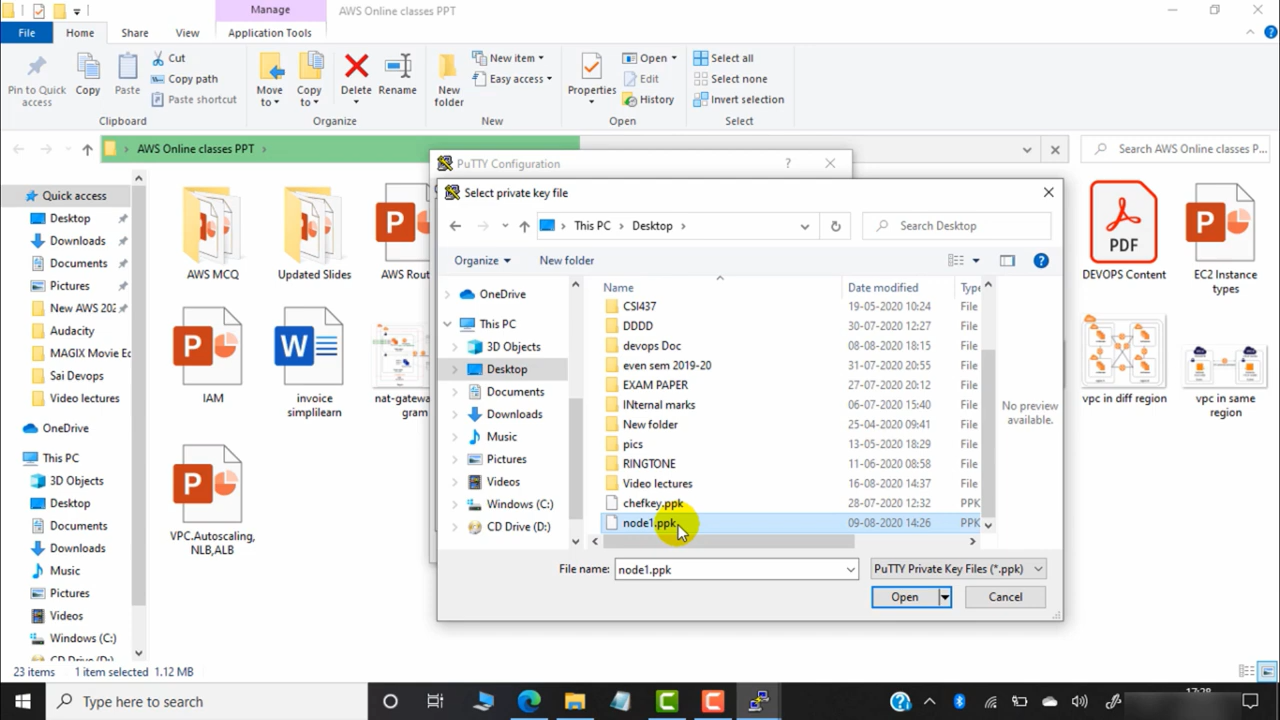 Manage
AWS Online classes PPT
File
Home
Share
View
Application Tools
Pin to Quick access
Copy
Paste
Cut
Copy path
Paste shortcut
Clipboard
Move to
Copy to
Delete
Rename
Organize
New folder
New item
Easy access
New
Properties
Open
Edit
History
Open
Select all
Select none
Invert selection
Select
AWS Online classes PPT
Search AWS Online classes P...
Quick access
Desktop
Downloads
Documents
Pictures
New AWS 202
Audacity
MAGIX Movie Ed
Sai Devops
Video lectures
OneDrive
This PC
3D Objects
Desktop
Documents
Downloads
Music
Pictures
Videos
Windows (C:)
CD Drive (D:)
AWS MCQ
Updated Slides
AWS Rout
IAM
invoice simplilearn
nat-gatewa
gram
VPC.Autoscaling,
NLB,ALB
PDF
DEVOPS Content
EC2 Instance
types
vpc in diff region
vpc in same
region
PuTTY Configuration
?
Select private key file
This PC
Desktop
Search Desktop
Organize
New folder
OneDrive
This PC
3D Objects
Desktop
Documents
Downloads
Music
Pictures
Videos
Windows (C:)
CD Drive (D:)
Name Date modified Type
CSI437 19-05-2020 10:24 File
DDDD 30-07-2020 12:27 File
devops Doc 08-08-2020 18:15 File
even sem 2019-20 31-07-2020 20:55 File
EXAM PAPER 27-07-2020 20:12 File
INternal marks 06-07-2020 15:40 File
New folder 25-04-2020 09:41 File
pics 13-05-2020 18:29 File
RINGTONE 11-06-2020 08:58 File
Video lectures 16-08-2020 14:37 File
chefkey.ppk 28-07-2020 12:32 PPK
node1.ppk 09-08-2020 14:26 PPK
No preview
available.
File name: node1.ppk
PuTTY Private Key Files (*.ppk)
Open
Cancel
23 items 1 item selected 1.12 MB
Type here to search
17:28